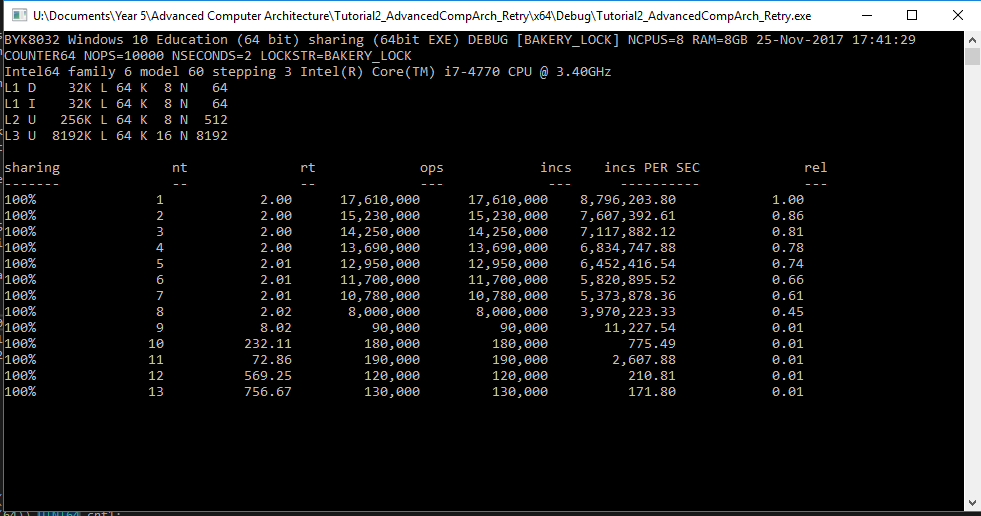 U:\Documents\Year 5\Advanced Computer Architecture\Tutorial2_AdvancedCompArch_Retry\x64\Debug\Tutorial2_AdvancedCompArch_Retry.exe
BYK8032 Windows 10 Education (64 bit) sharing (64bit EXE) DEBUG [BAKERY_LOCK] NCPUS=8 RAM=8GB 25-Nov-2017 17:41:29
COUNTER64 NOPS=10000 NSECONDS=2 LOCKSTR=BAKERY_LOCK
Intel64 family 6 model 60 stepping 3 Intel(R) Core(TM) i7-4770 CPU @ 3.40GHz
L1 D    32K L 64 K  8 N   64
L1 I    32K L 64 K  8 N   64
L2 U   256K L 64 K  8 N  512
L3 U  8192K L 64 K 16 N 8192
sharing nt rt ops incs incs PER SEC rel
------- -- -- --- --- ---------- ---
100% 1 2.00 17,610,000 17,610,000 8,796,203.80 1.00
100% 2 2.00 15,230,000 15,230,000 7,607,392.61 0.86
100% 3 2.00 14,250,000 14,250,000 7,117,882.12 0.81
100% 4 2.00 13,690,000 13,690,000 6,834,747.88 0.78
100% 5 2.01 12,950,000 12,950,000 6,452,416.54 0.74
100% 6 2.01 11,700,000 11,700,000 5,820,895.52 0.66
100% 7 2.01 10,780,000 10,780,000 5,373,878.36 0.61
100% 8 2.02 8,000,000 8,000,000 3,970,223.33 0.45
100% 9 8.02 90,000 90,000 11,227.54 0.01
100% 10 232.11 180,000 180,000 775.49 0.01
100% 11 72.86 190,000 190,000 2,607.88 0.01
100% 12 569.25 120,000 120,000 210.81 0.01
100% 13 756.67 130,000 130,000 171.80 0.01